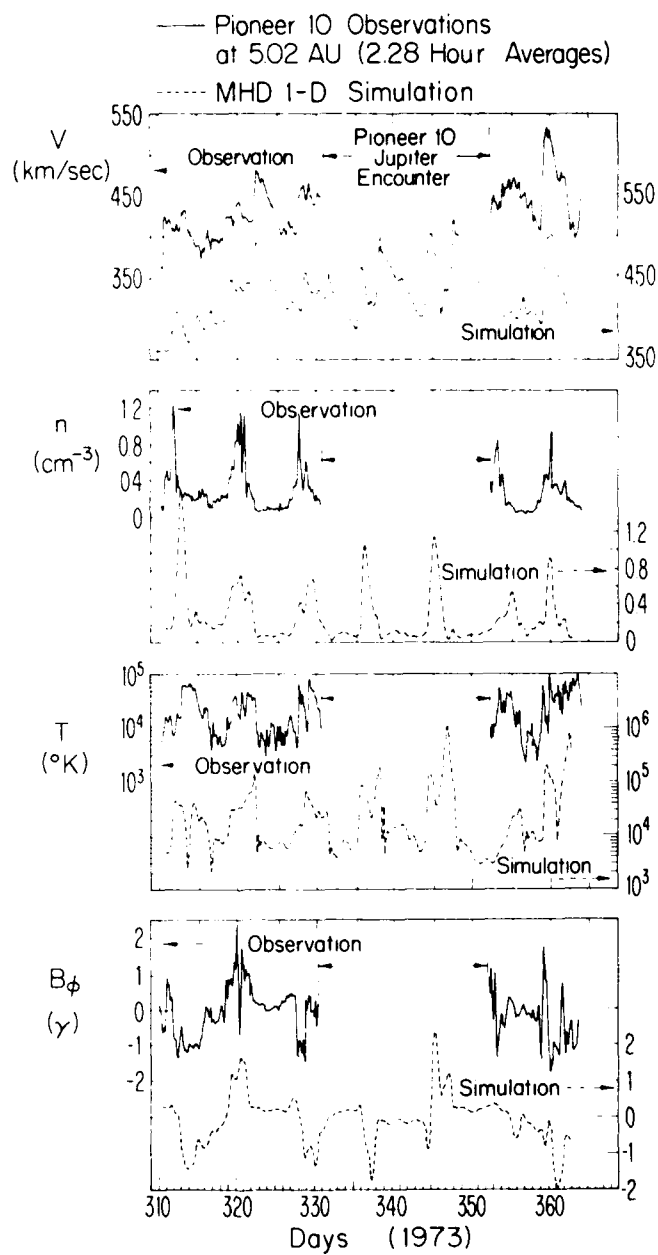 Pioneer 10 Observations
at 5.02 AU (2.28 Hour Averages)
MHD 1-D Simulation
V
(km/sec)
550
450
350
Observation
Pioneer 10
Jupiter
Encounter
550
450
350
Simulation
n
(cm⁻³)
1.2
0.8
0.4
0
Observation
1.2
0.8
0.4
0
Simulation
T
(°K)
10⁵
10⁴
10³
Observation
10⁶
10⁵
10⁴
10³
Simulation
Bϕ
(γ)
2
1
0
-1
-2
Observation
2
1
0
-1
-2
Simulation
310 320 330 340 350 360
Days (1973)